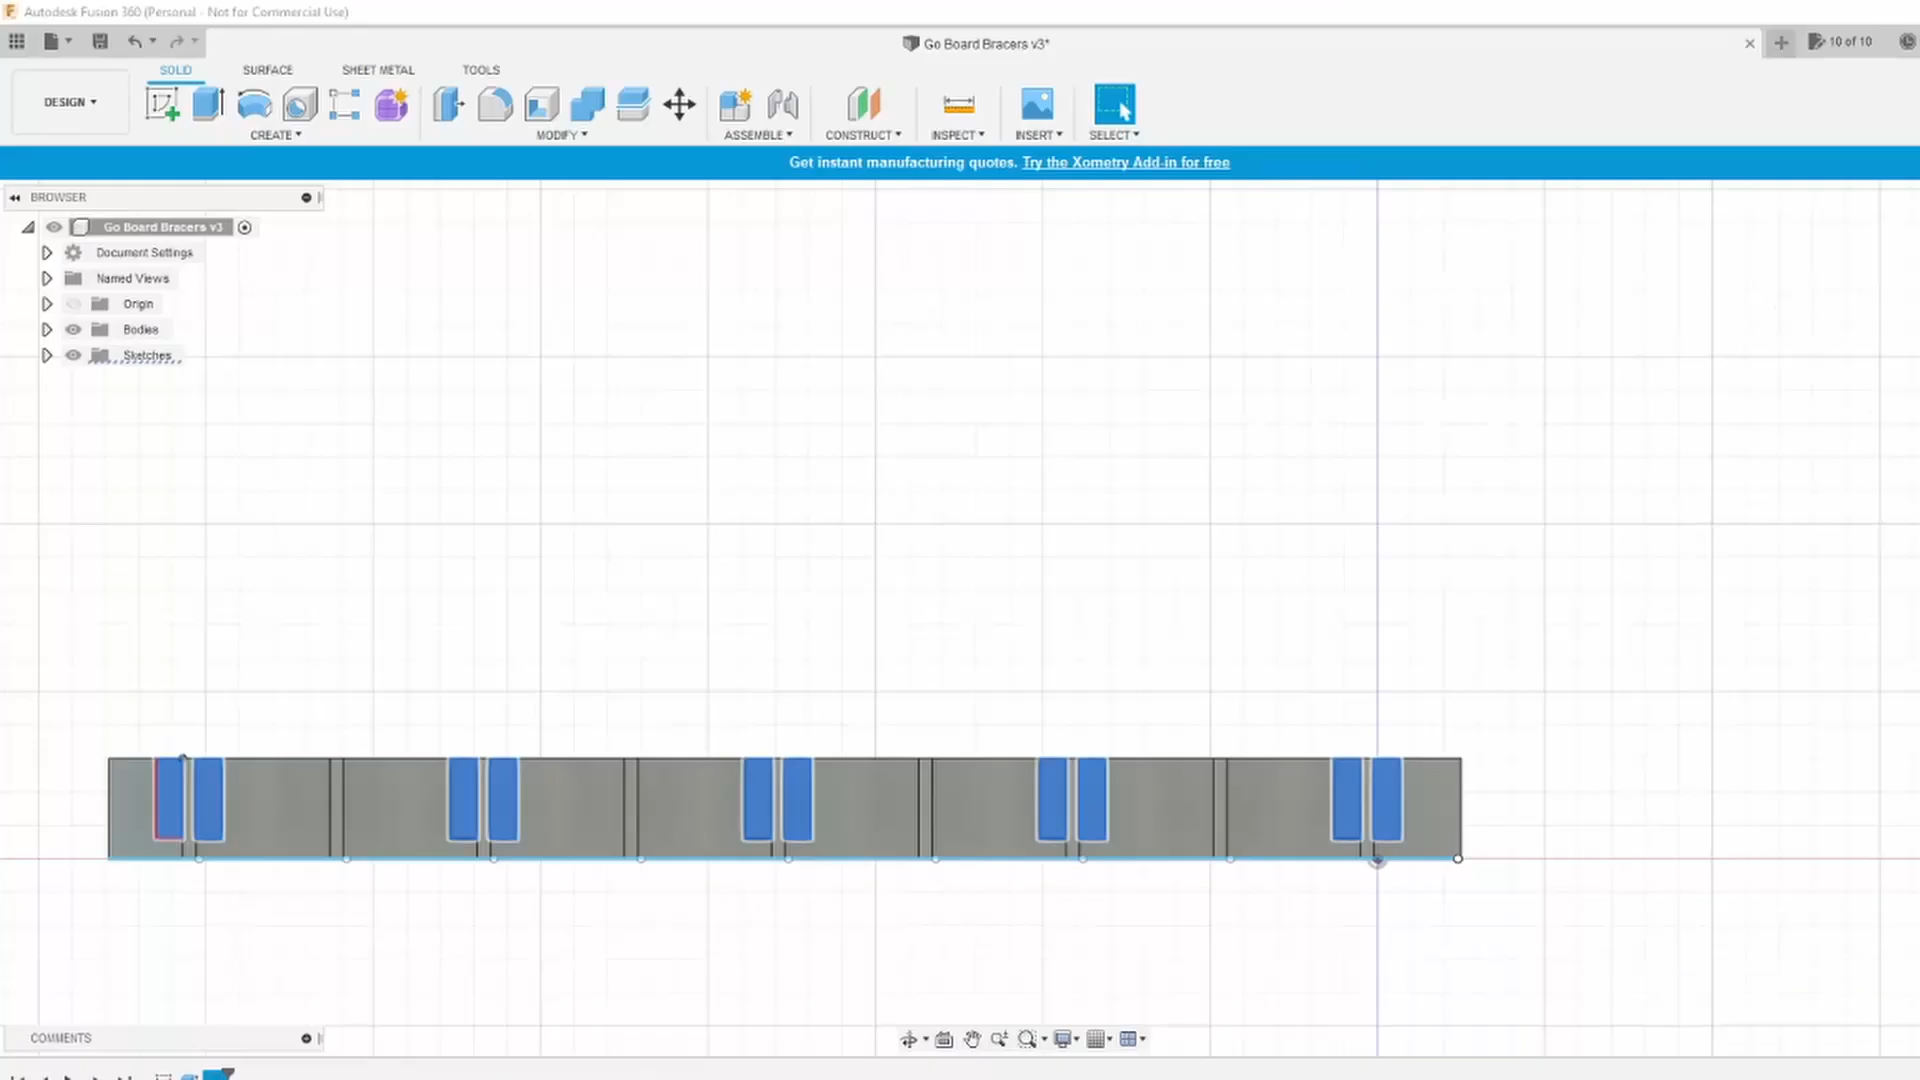 Autodesk Fusion 360 (Personal - Not for Commercial Use)
Go Board Bracers v3*
10 of 10
SOLID SURFACE SHEET METAL TOOLS
DESIGN
CREATE MODIFY ASSEMBLE CONSTRUCT INSPECT INSERT SELECT
Get instant manufacturing quotes. Try the Xometry Add-in for free
BROWSER
Go Board Bracers v3
Document Settings
Named Views
Origin
Bodies
Sketches
COMMENTS